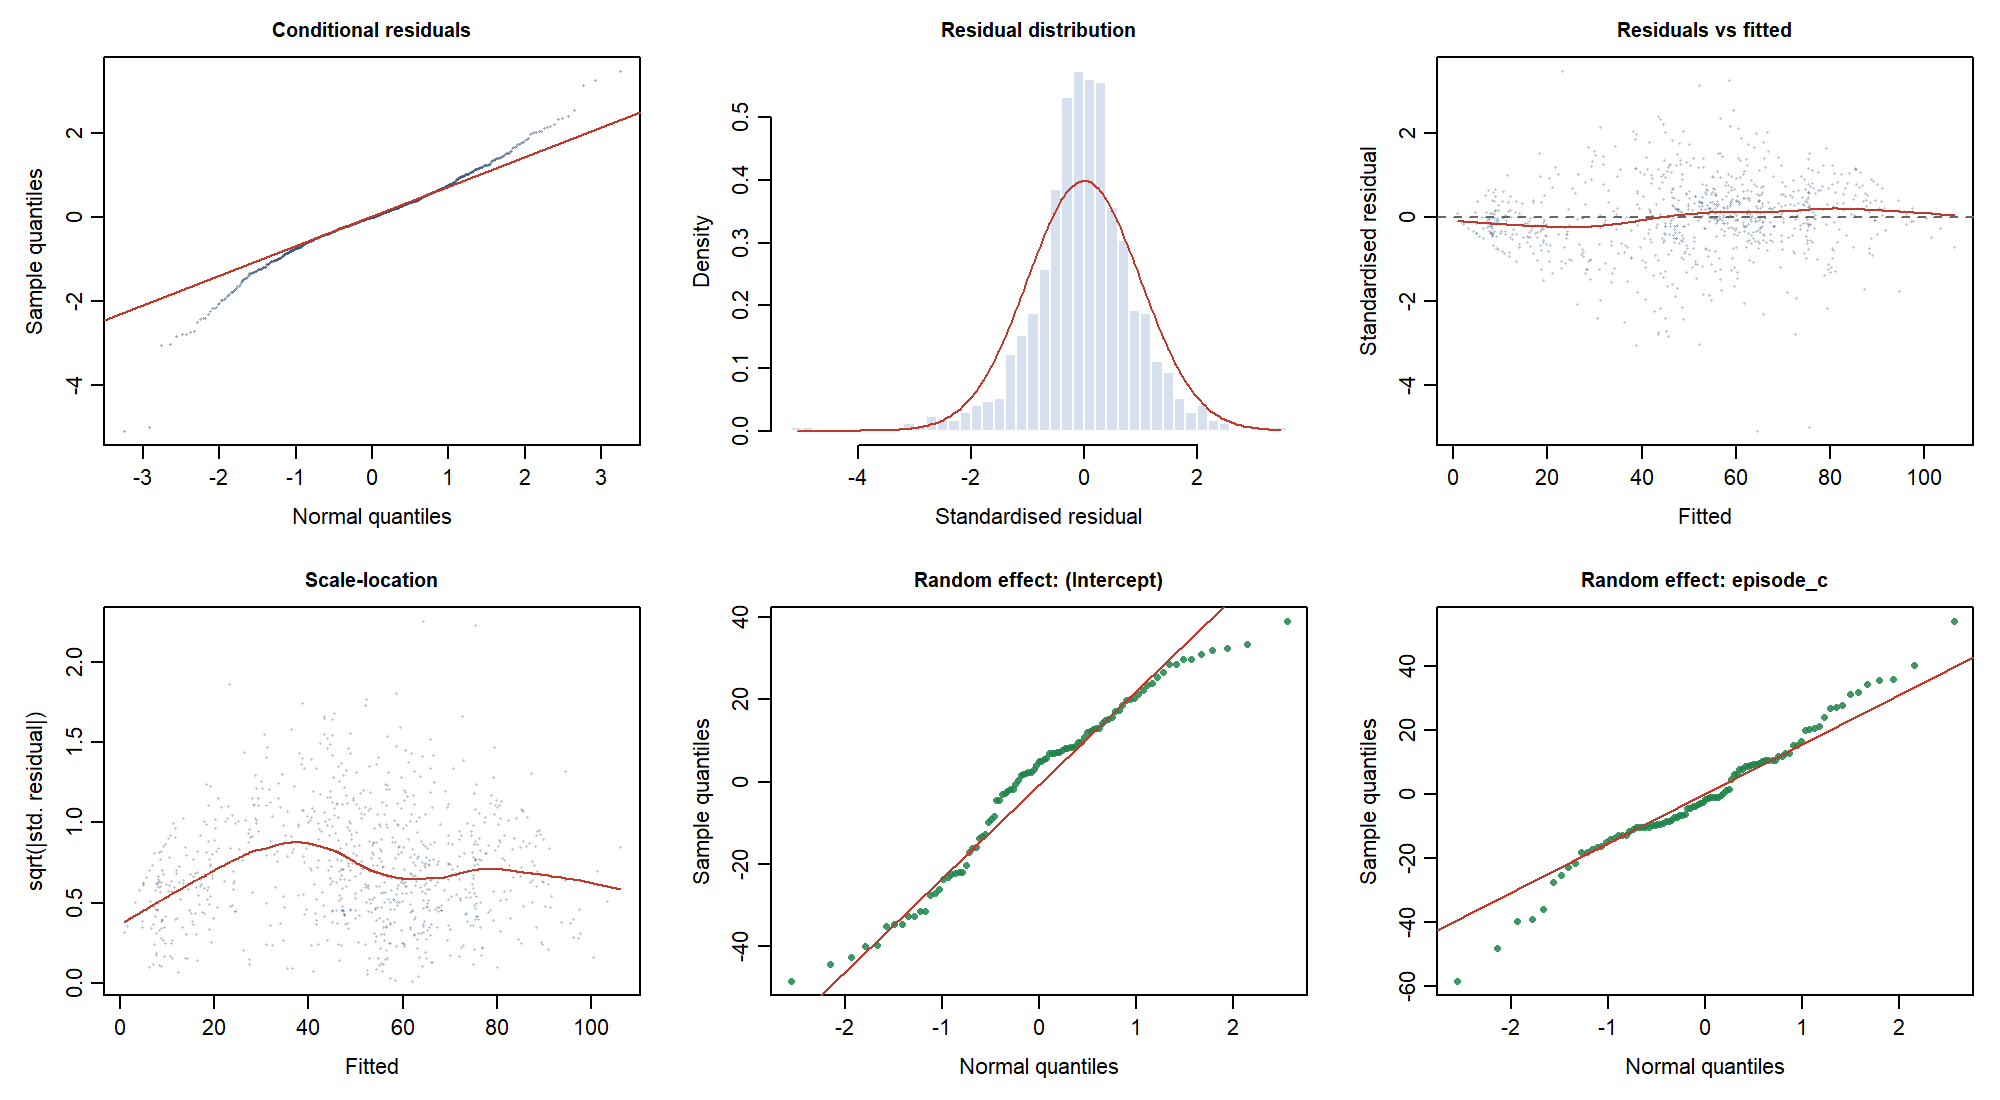 Conditional residuals
Sample quantiles
2
0
-2
-4
-3 -2 -1 0 1 2 3
Normal quantiles
Residual distribution
Density
0.5
0.4
0.3
0.2
0.1
0.0
-4 -2 0 2
Standardised residual
Residuals vs fitted
Standardised residual
2
0
-2
-4
0 20 40 60 80 100
Fitted
Scale-location
sqrt(|std. residual|)
2.0
1.5
1.0
0.5
0.0
0 20 40 60 80 100
Fitted
Random effect: (Intercept)
Sample quantiles
40
20
0
-20
-40
-2 -1 0 1 2
Normal quantiles
Random effect: episode_c
Sample quantiles
40
20
0
-20
-40
-60
-2 -1 0 1 2
Normal quantiles